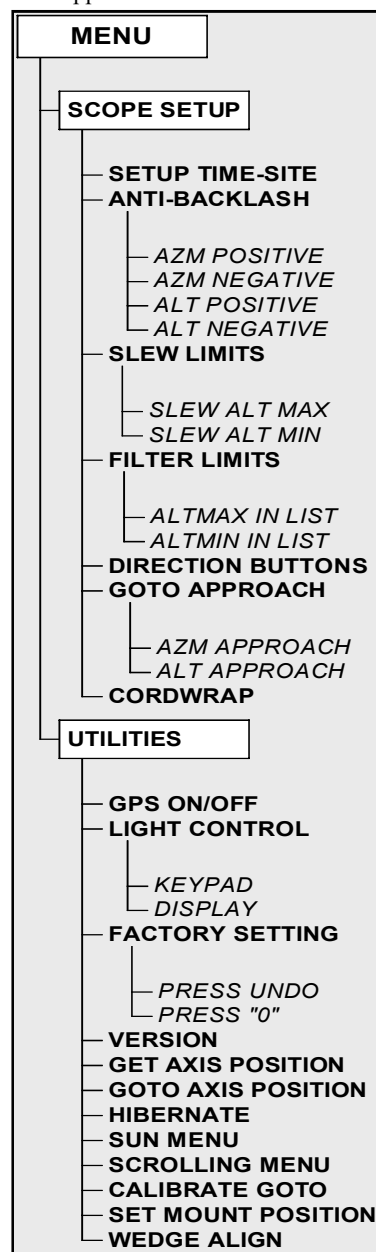 MENU
SCOPE SETUP
SETUP TIME-SITE
ANTI-BACKLASH
AZM POSITIVE
AZM NEGATIVE
ALT POSITIVE
ALT NEGATIVE
SLEW LIMITS
SLEW ALT MAX
SLEW ALT MIN
FILTER LIMITS
ALTMAX IN LIST
ALTMIN IN LIST
DIRECTION BUTTONS
GOTO APPROACH
AZM APPROACH
ALT APPROACH
CORDWRAP
UTILITIES
GPS ON/OFF
LIGHT CONTROL
KEYPAD
DISPLAY
FACTORY SETTING
PRESS UNDO
PRESS "0"
VERSION
GET AXIS POSITION
GOTO AXIS POSITION
HIBERNATE
SUN MENU
SCROLLING MENU
CALIBRATE GOTO
SET MOUNT POSITION
WEDGE ALIGN